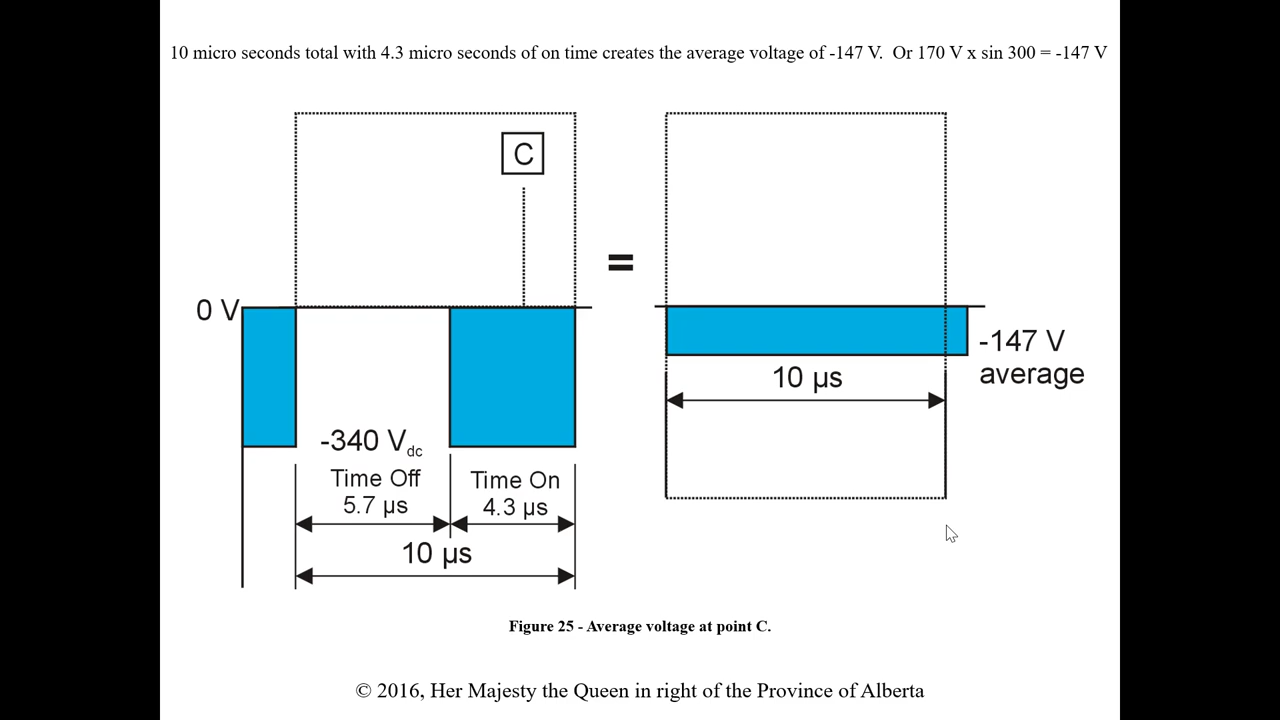 10 micro seconds total with 4.3 micro seconds of on time creates the average voltage of -147 V.  Or 170 V x sin 300 = -147 V
C
=
0 V
-147 V
average
10 µs
-340 Vdc
Time Off
5.7 µs
Time On
4.3 µs
10 µs
Figure 25 - Average voltage at point C.
© 2016, Her Majesty the Queen in right of the Province of Alberta